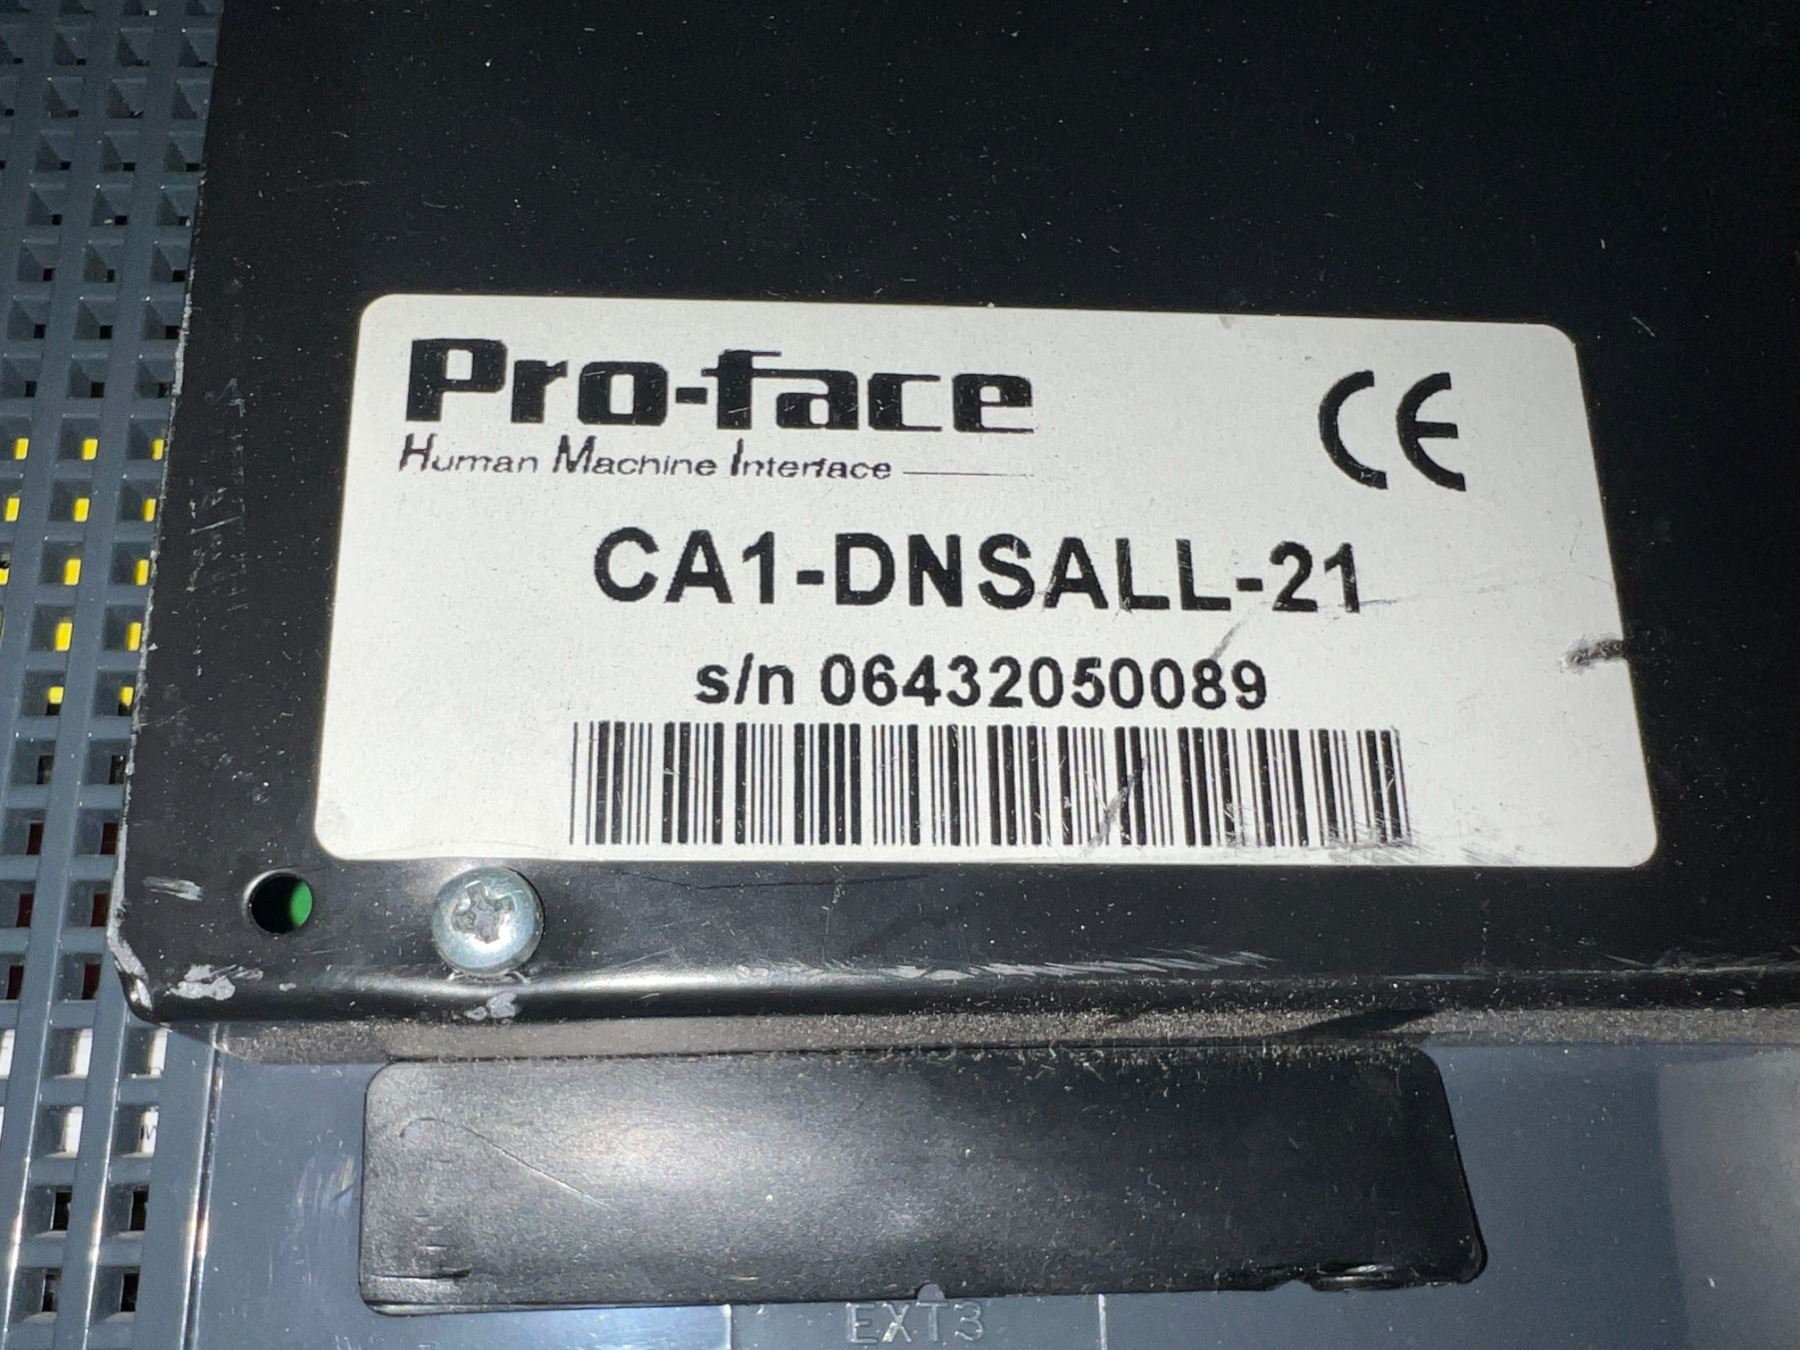 Pro-face
Human Machine Interface
CE
CA1-DNSALL-21
s/n 06432050089
EXT3